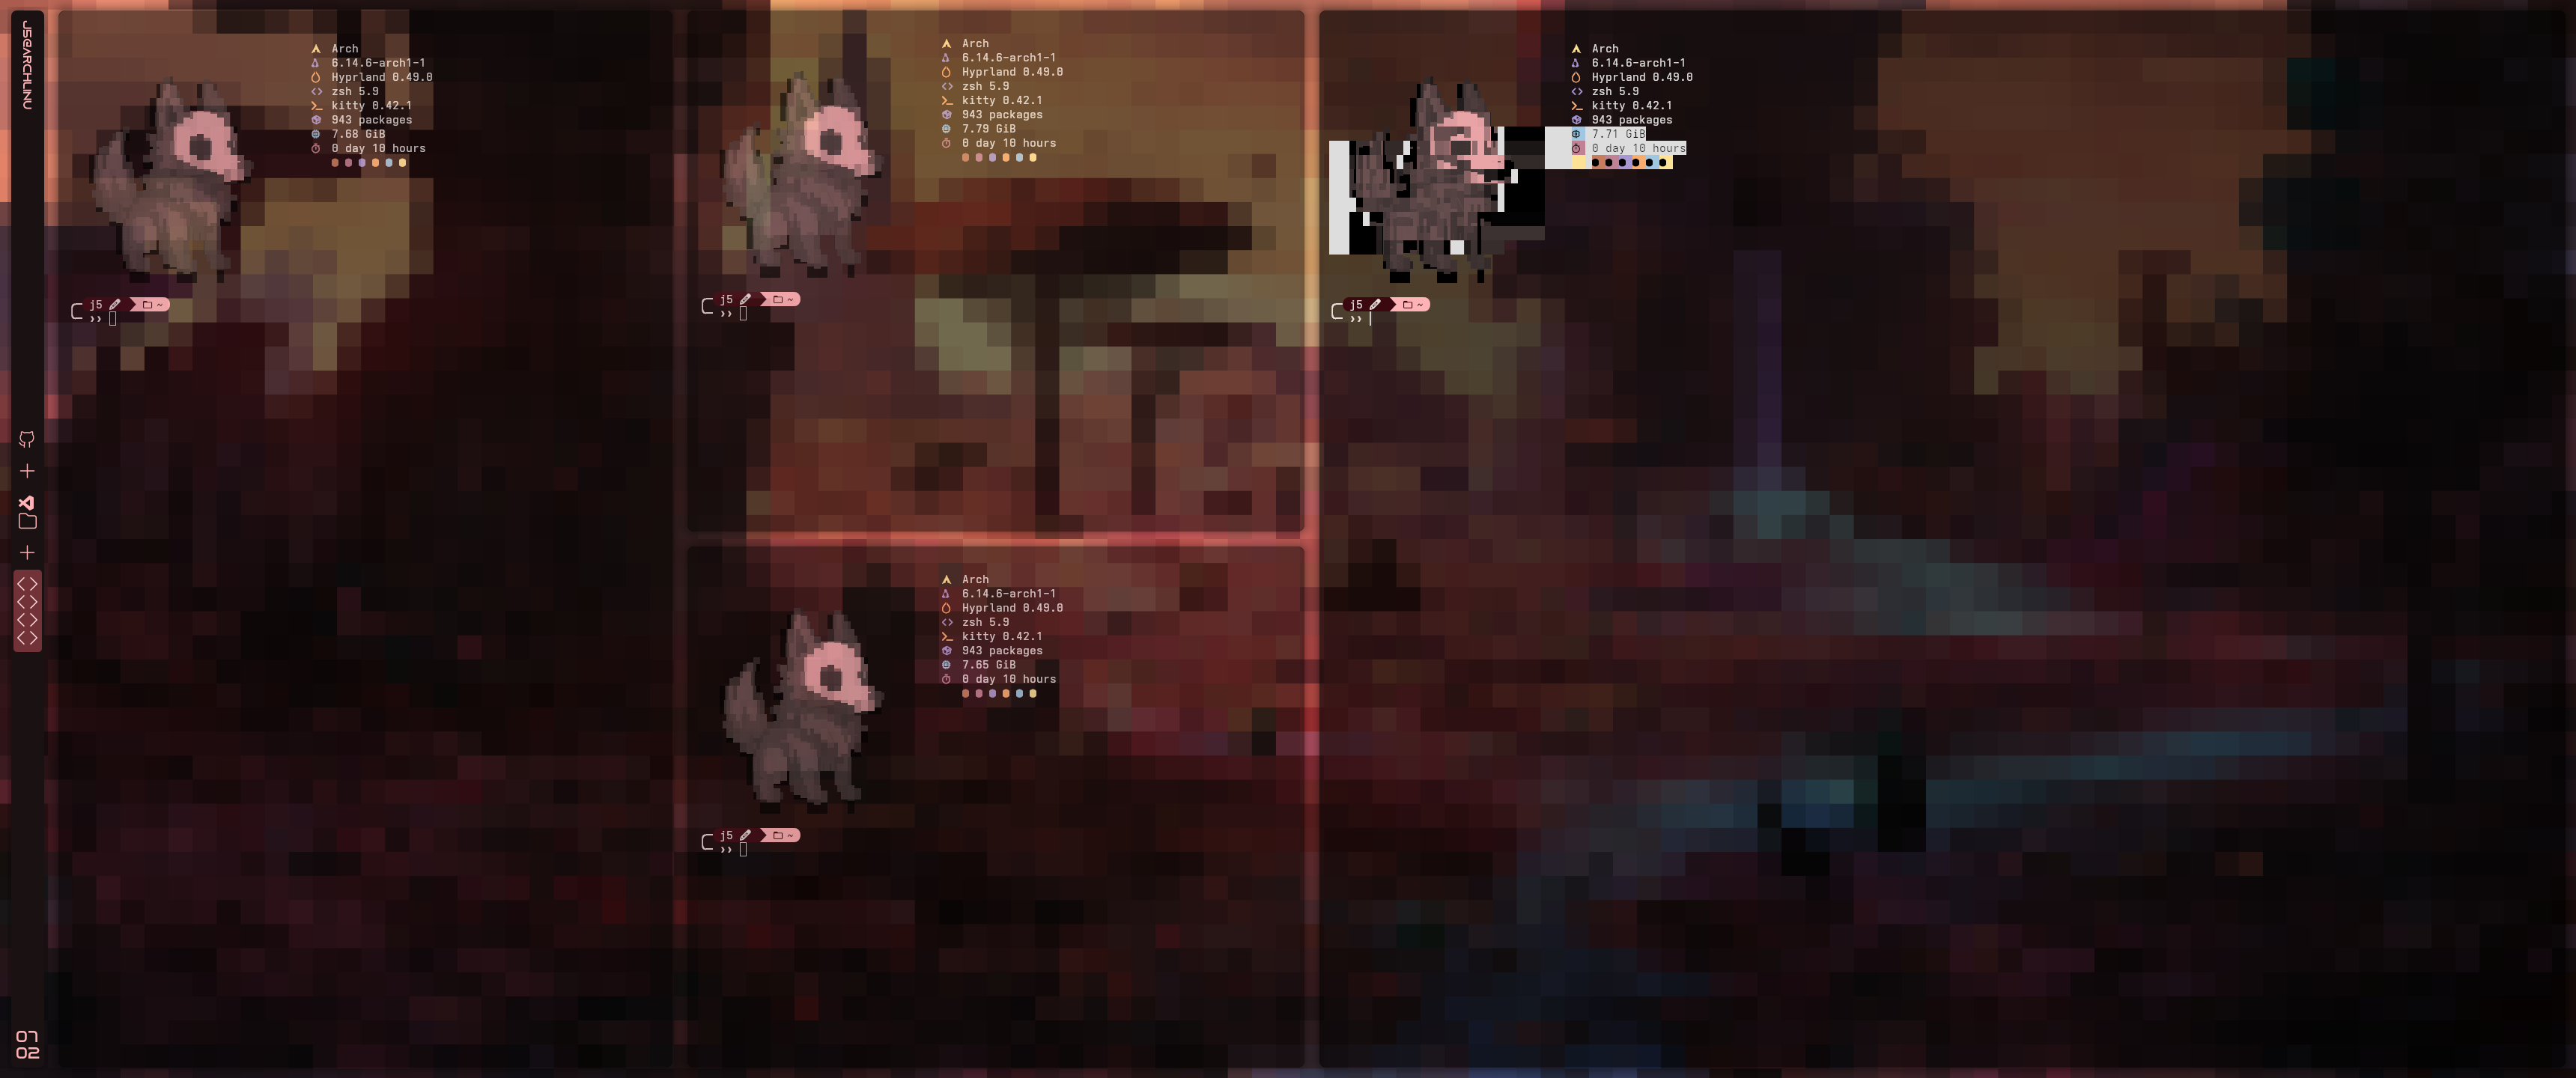 J5@ARCHLINU
Arch
6.14.6-arch1-1
Hyprland 0.49.0
zsh 5.9
kitty 0.42.1
943 packages
7.68 GiB
0 day 10 hours
j5 ~
››
Arch
6.14.6-arch1-1
Hyprland 0.49.0
zsh 5.9
kitty 0.42.1
943 packages
7.79 GiB
0 day 10 hours
j5 ~
››
Arch
6.14.6-arch1-1
Hyprland 0.49.0
zsh 5.9
kitty 0.42.1
943 packages
7.65 GiB
0 day 10 hours
j5 ~
››
Arch
6.14.6-arch1-1
Hyprland 0.49.0
zsh 5.9
kitty 0.42.1
943 packages
7.71 GiB
0 day 10 hours
j5 ~
››
07
02